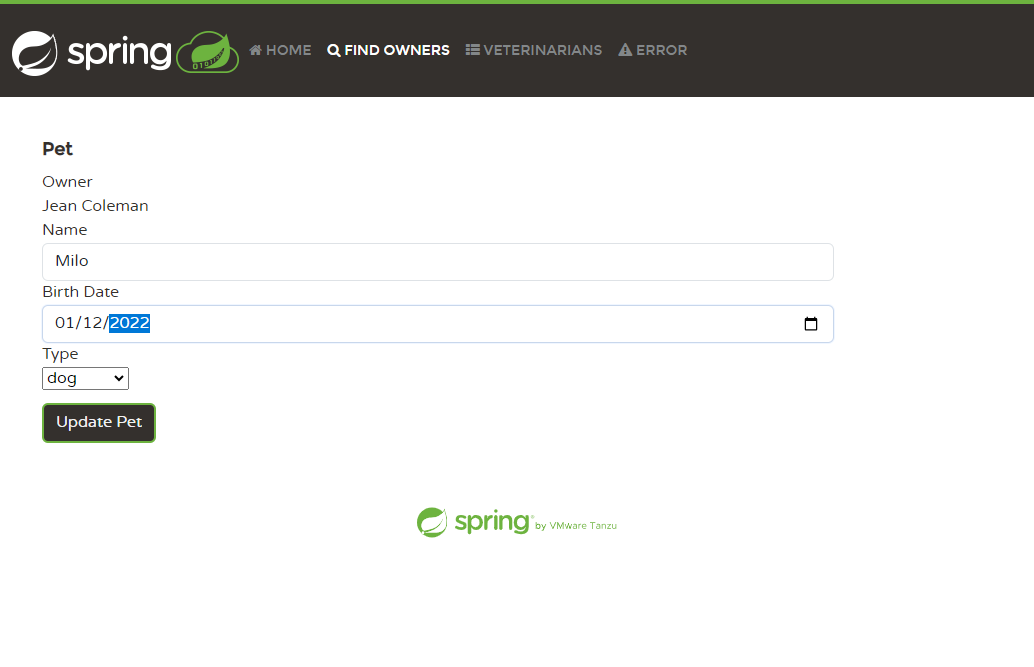 spring HOME FIND OWNERS VETERINARIANS ERROR
Pet
Owner
Jean Coleman
Name
Milo
Birth Date
01/12/2022
Type
dog
Update Pet
spring by VMware Tanzu